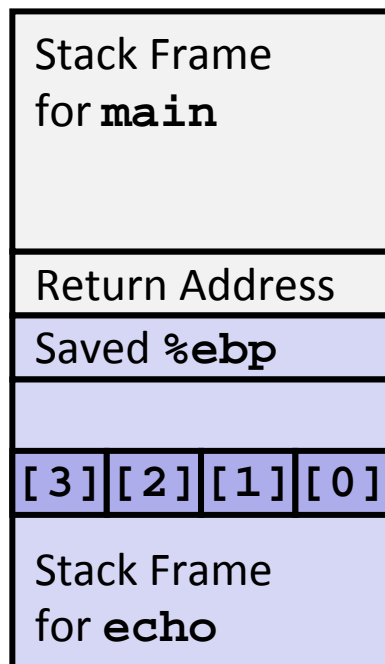 Stack Frame
for main
Return Address
Saved %ebp
[3] [2] [1] [0]
Stack Frame
for echo